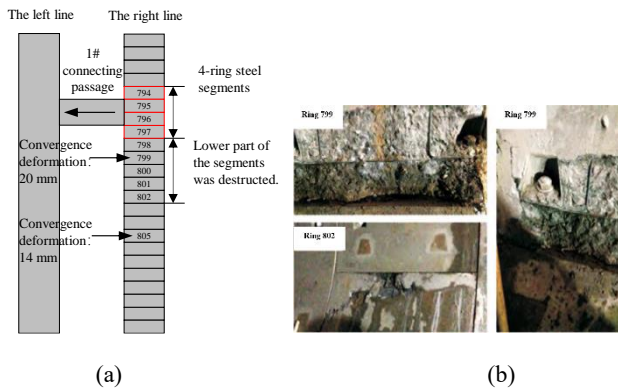 The left line
The right line
1#
connecting
passage
4-ring steel
segments
794
795
796
797
798
799
800
801
802
805
Convergence
deformation:
20 mm
Lower part of
the segments
was destructed.
Convergence
deformation:
14 mm
(a)
Ring 799
Ring 799
Ring 802
(b)